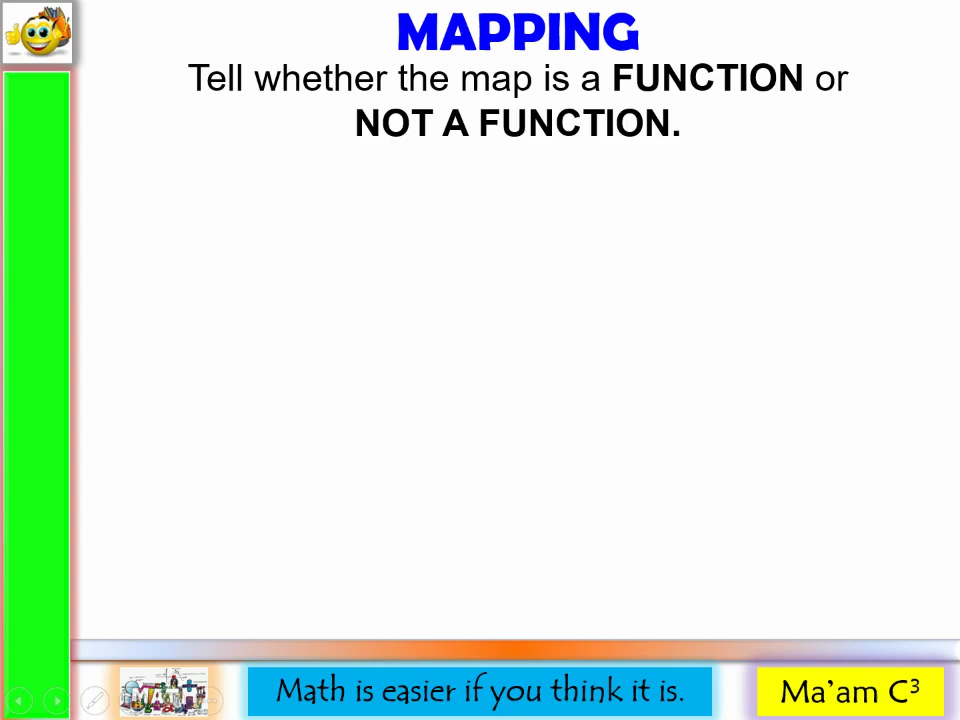 MAPPING
Tell whether the map is a FUNCTION or
NOT A FUNCTION.
MATH
Math is easier if you think it is.
Ma’am C³